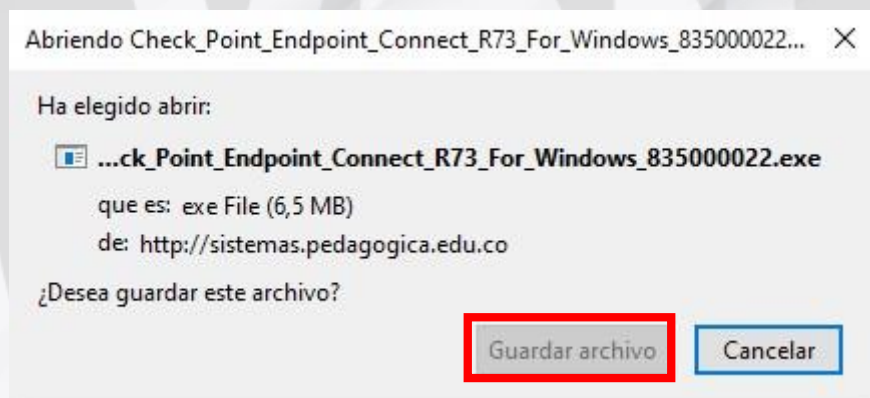 Abriendo Check_Point_Endpoint_Connect_R73_For_Windows_835000022...
Ha elegido abrir:
...ck_Point_Endpoint_Connect_R73_For_Windows_835000022.exe
que es: exe File (6,5 MB)
de: http://sistemas.pedagogica.edu.co
¿Desea guardar este archivo?
Guardar archivo Cancelar